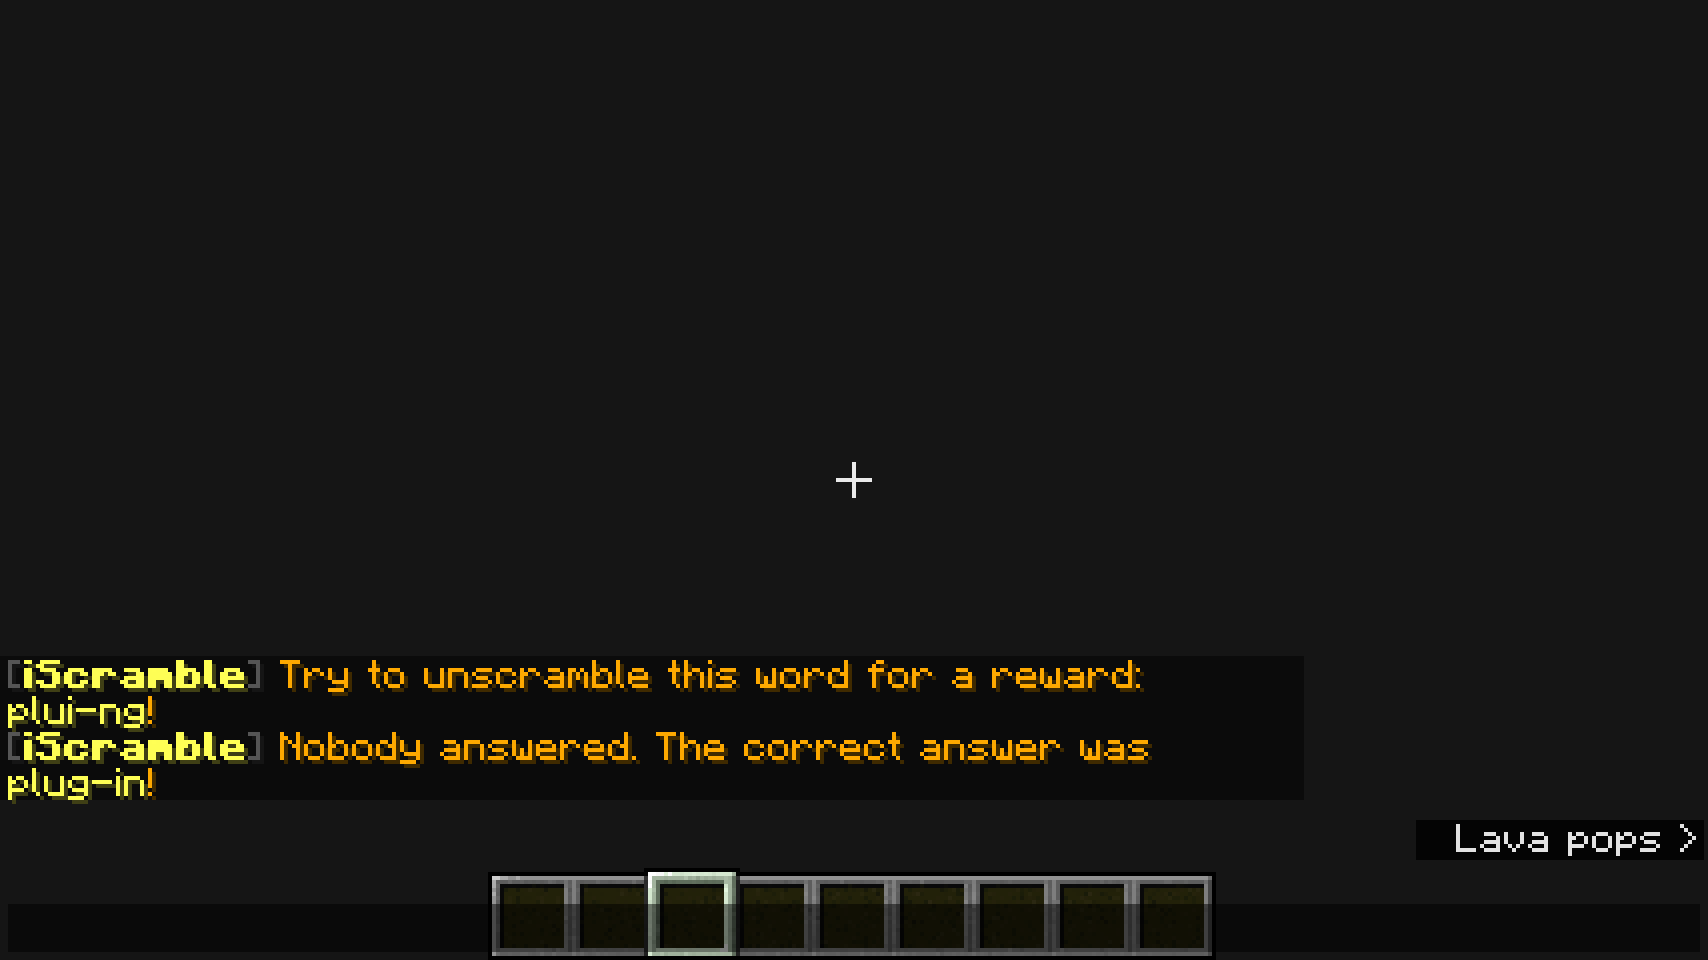 [iScramble] Try to unscramble this word for a reward:
plui-ng!
[iScramble] Nobody answered. The correct answer was
plug-in!
Lava pops >